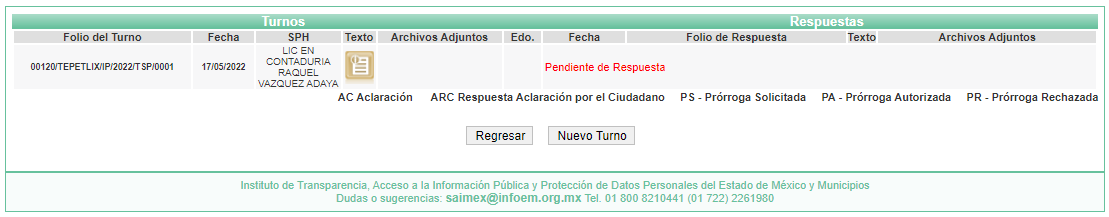 Turnos Respuestas
Folio del Turno Fecha SPH Texto Archivos Adjuntos Edo. Fecha Folio de Respuesta Texto Archivos Adjuntos
00120/TEPETLIX/IP/2022/TSP/0001 17/05/2022 LIC EN CONTADURIA RAQUEL VAZQUEZ ADAYA Pendiente de Respuesta
AC Aclaración ARC Respuesta Aclaración por el Ciudadano PS - Prórroga Solicitada PA - Prórroga Autorizada PR - Prórroga Rechazada
Regresar Nuevo Turno
Instituto de Transparencia, Acceso a la Información Pública y Protección de Datos Personales del Estado de México y Municipios
Dudas o sugerencias: saimex@infoem.org.mx Tel. 01 800 8210441 (01 722) 2261980